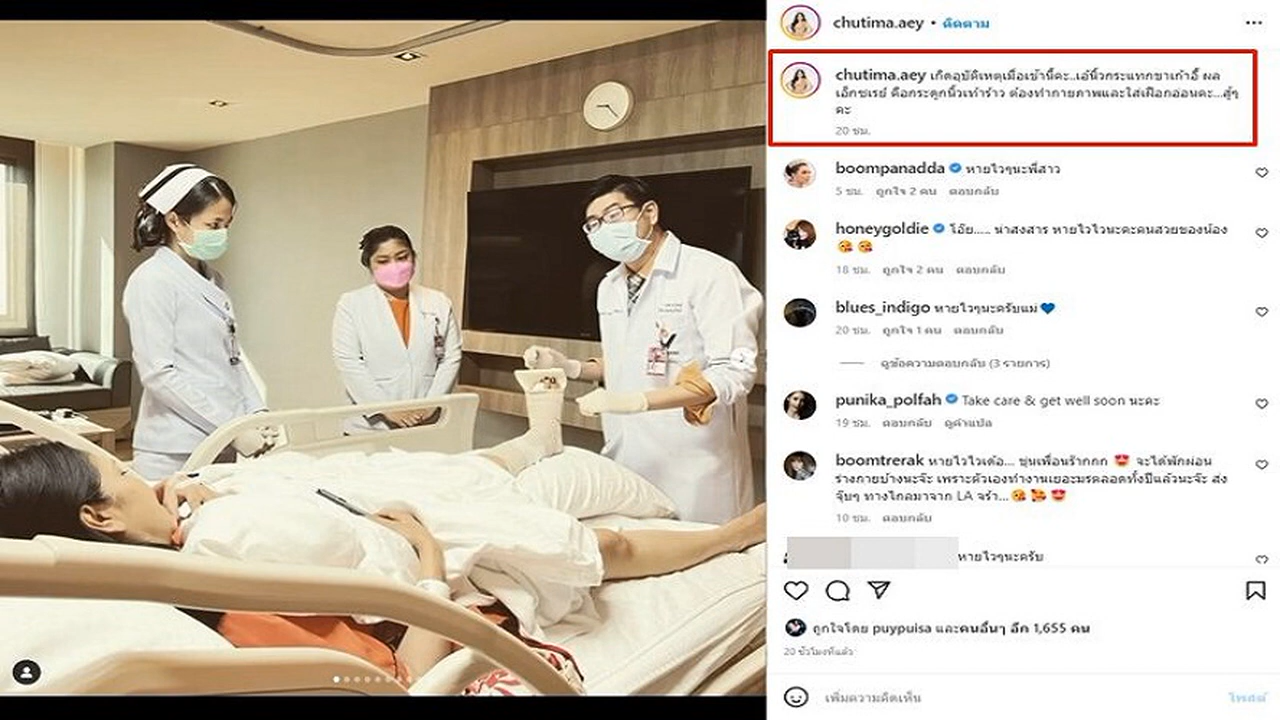 chutima.aey • ติดตาม
chutima.aey เกิดอุบัติเหตุเมื่อเช้านี้คะ..เอ้นิ้วกระแทกขาเก้าอี้ ผล
เอ็กซเรย์ คือกระดูกนิ้วเท้าร้าว ต้องทำกายภาพและใส่เฝือกอ่อนคะ...สู้ๆ
คะ
20 ชม.
boompanadda หายไวๆนะพี่สาว
5 ชม. ถูกใจ 2 คน ตอบกลับ
honeygoldie โอ๊ย..... น่าสงสาร หายไวไวนะคะคนสวยของน้อง
😘 😘
18 ชม. ถูกใจ 2 คน ตอบกลับ
blues_indigo หายไวๆนะครับแม่ 💙
20 ชม. ถูกใจ 1 คน ตอบกลับ
ดูข้อความตอบกลับ (3 รายการ)
punika_polfah Take care & get well soon นะคะ
19 ชม. ตอบกลับ ดูคำแปล
boomtrerak หายไวไวเด้อ... ขุ่นเพื่อนร้ากกก 😍 จะได้พักผ่อน
ร่างกายบ้างนะจ๊ะ เพราะตัวเองทำงานเยอะมรตลอดทั้งปีแล้วนะจ๊ะ ส่ง
จุ๊บๆ ทางไกลมาจาก LA จร้า... 😘 🥰 😍
10 ชม. ตอบกลับ
หายไวๆนะครับ
ถูกใจโดย puypuisa และคนอื่นๆ อีก 1,655 คน
20 ชั่วโมงที่แล้ว
เพิ่มความคิดเห็น
โพสต์